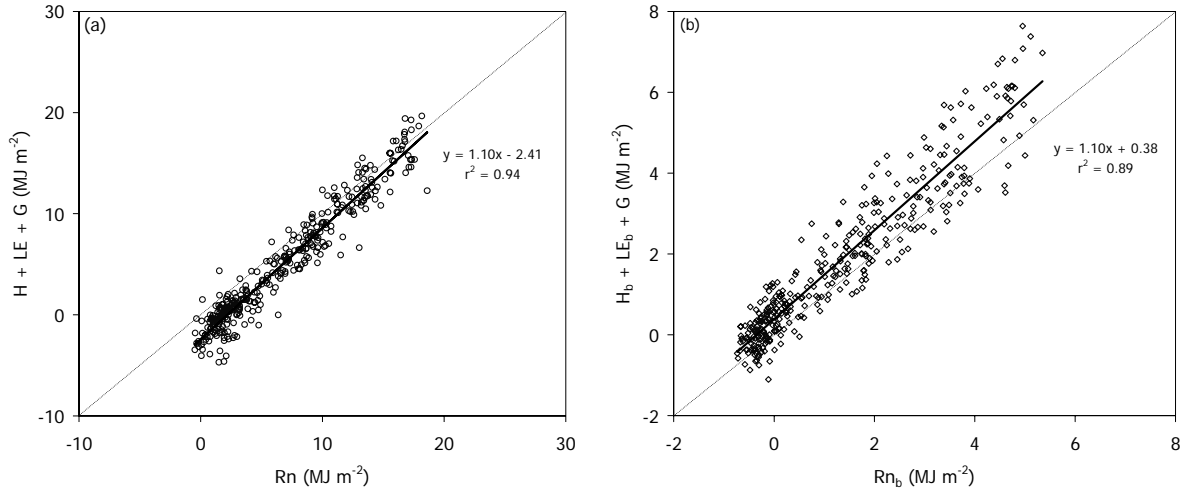 (a)
30
20
10
0
-10
-10
0
10
20
30
H + LE + G (MJ m⁻²)
Rn (MJ m⁻²)
y = 1.10x - 2.41
r² = 0.94
(b)
8
6
4
2
0
-2
-2
0
2
4
6
8
H_b + LE_b + G (MJ m⁻²)
Rn_b (MJ m⁻²)
y = 1.10x + 0.38
r² = 0.89